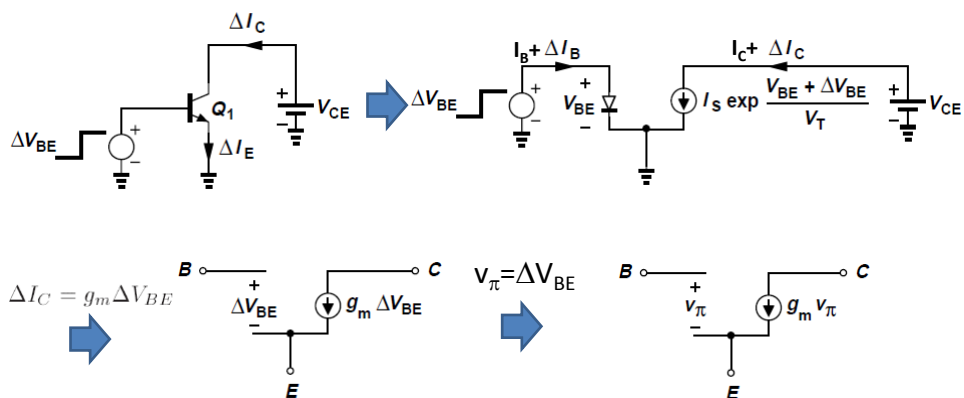 ΔI_C
Q_1
V_CE
+
−
ΔV_BE
+
−
ΔI_E
I_B+ ΔI_B
I_C+ ΔI_C
ΔV_BE
+
−
+
V_BE
−
I_S exp (V_BE + ΔV_BE)/V_T
+
−
V_CE
ΔI_C = g_m ΔV_BE
B
C
+
ΔV_BE
−
g_m ΔV_BE
E
v_π=ΔV_BE
B
C
+
v_π
−
g_m v_π
E